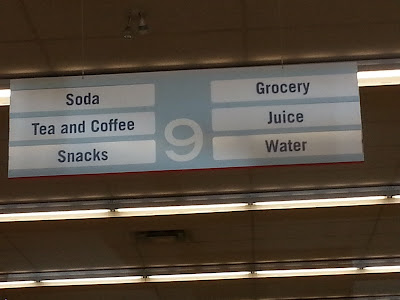 Soda
Tea and Coffee
Snacks
9
Grocery
Juice
Water